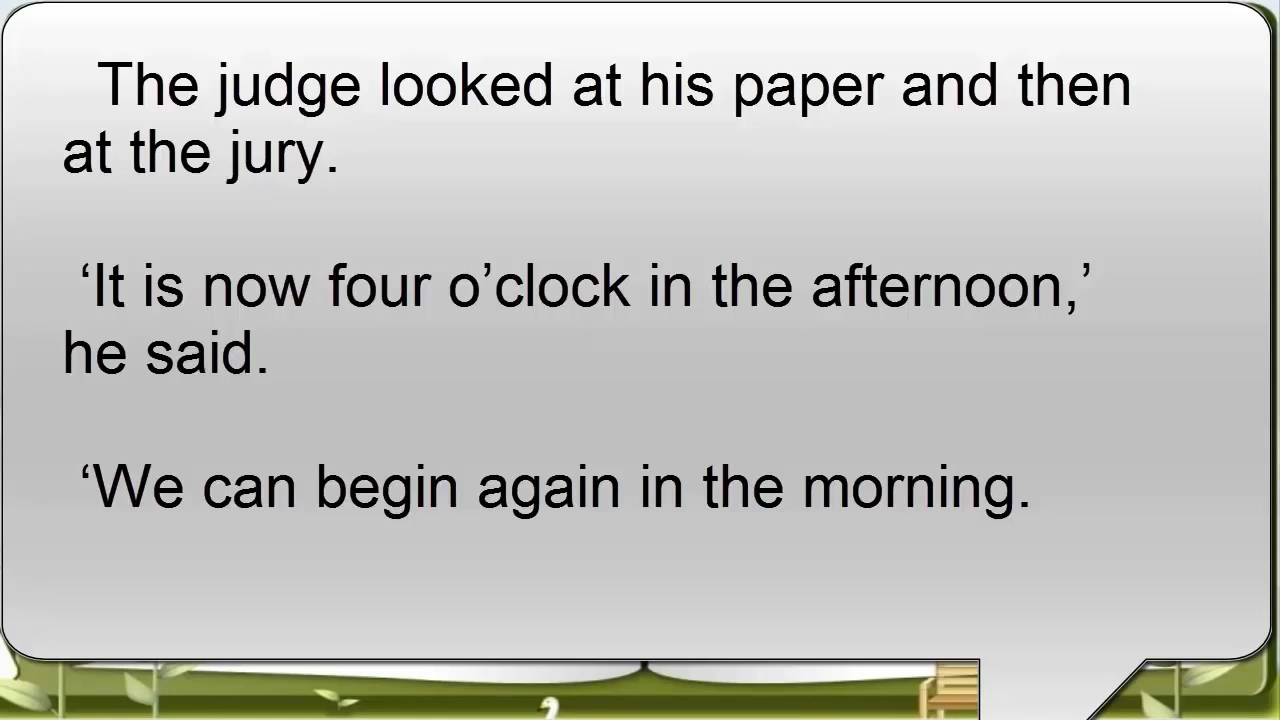 The judge looked at his paper and then
at the jury.
‘It is now four o’clock in the afternoon,’
he said.
‘We can begin again in the morning.